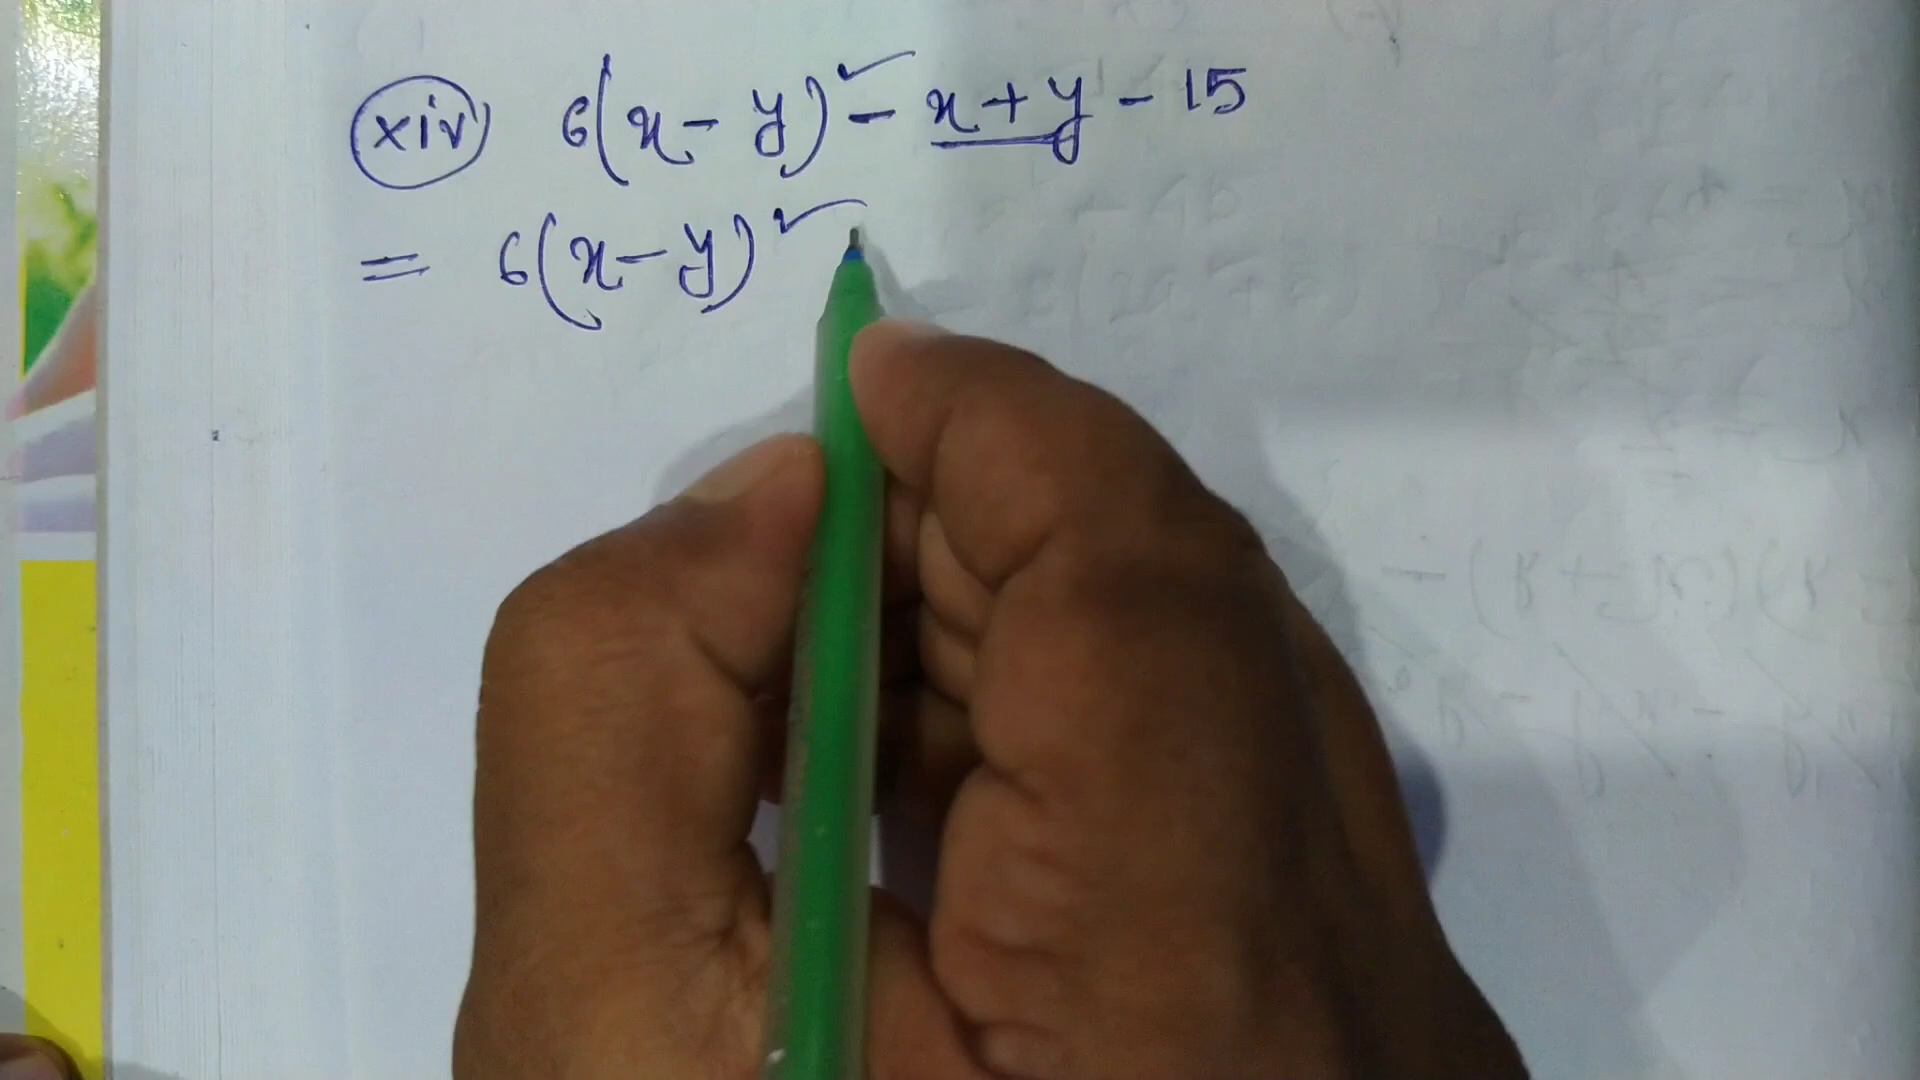 (xiv) 6(x - y)² - x + y - 15
= 6(x - y)²